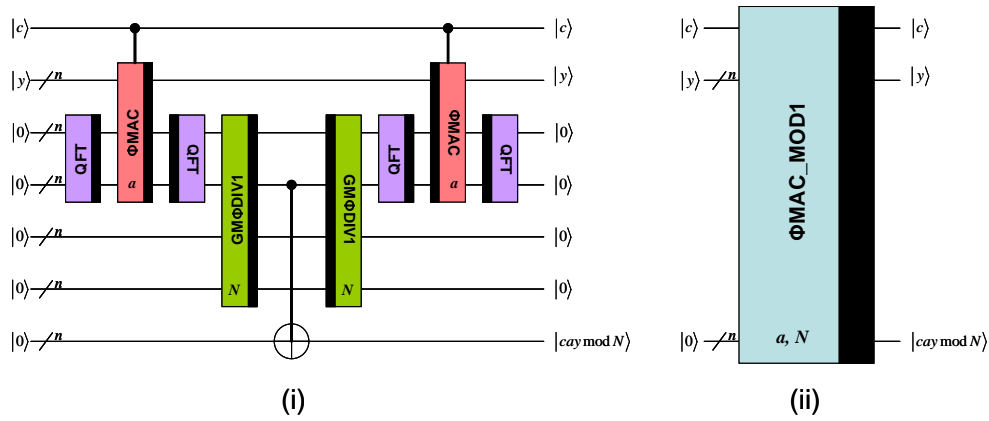 |c⟩ |c⟩ |c⟩ |c⟩
|y⟩ n |y⟩ |y⟩ n |y⟩
|0⟩ n |0⟩
|0⟩ n |0⟩
|0⟩ n |0⟩
|0⟩ n |0⟩
|0⟩ n |cay mod N⟩ |0⟩ n |cay mod N⟩
QFT
ΦMAC
a
QFT
GMΦDIV1
N
GMΦDIV1
N
QFT
ΦMAC
a
QFT
ΦMAC_MOD1
a, N
(i)
(ii)